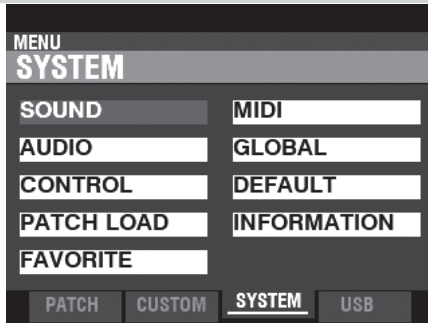 MENU
SYSTEM
SOUND
MIDI
AUDIO
GLOBAL
CONTROL
DEFAULT
PATCH LOAD
INFORMATION
FAVORITE
PATCH CUSTOM SYSTEM USB